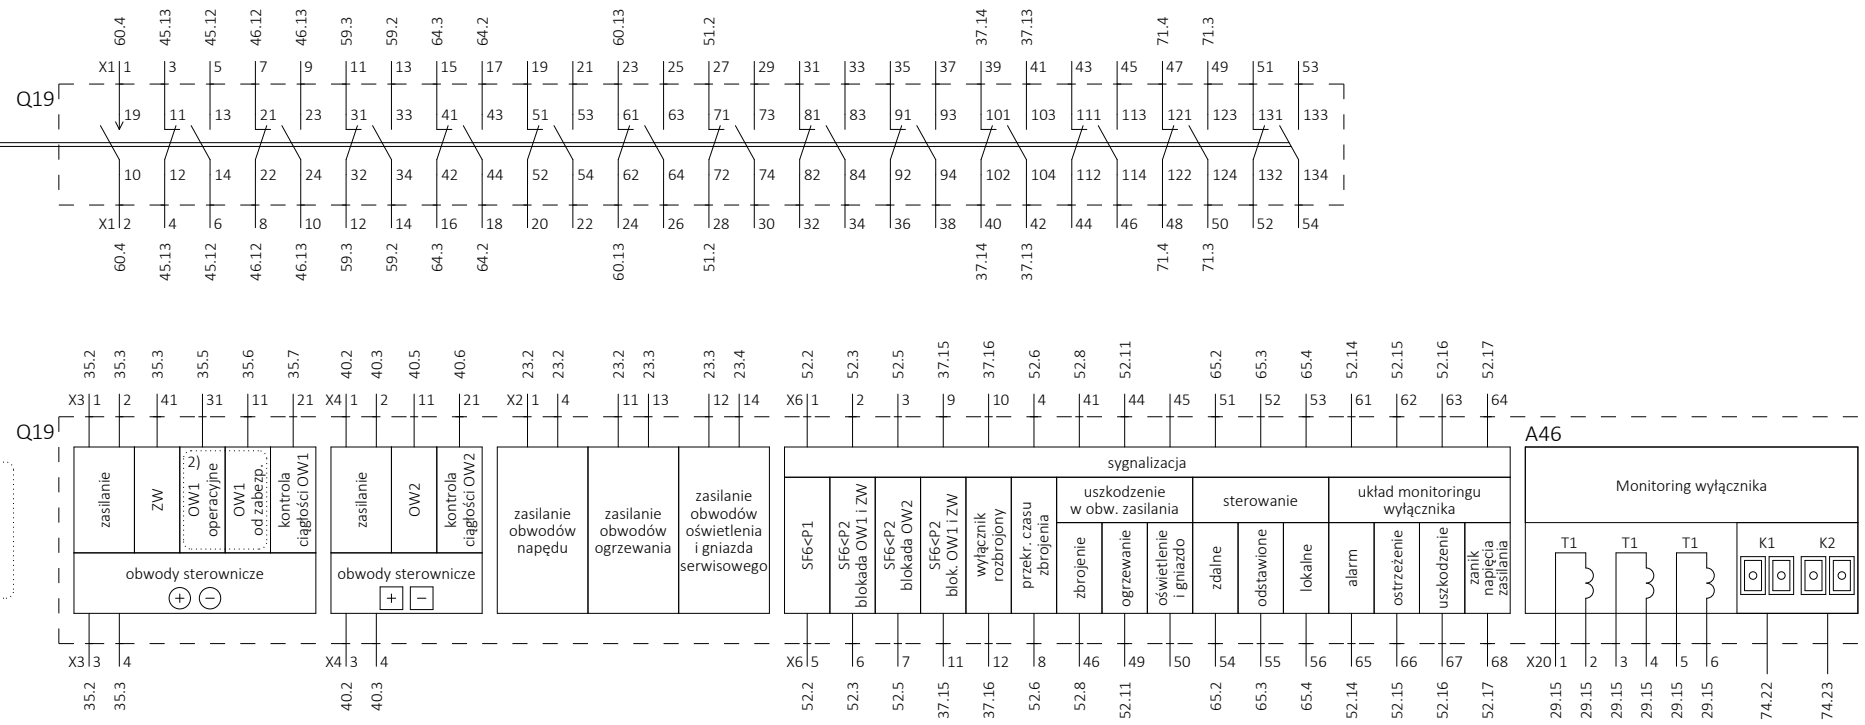 60.4 45.13 45.12 46.12 46.13 59.3 59.2 64.3 64.2 60.13 51.2 37.14 37.13 71.4 71.3
X1 1 3 5 7 9 11 13 15 17 19 21 23 25 27 29 31 33 35 37 39 41 43 45 47 49 51 53
Q19
19 11 13 21 23 31 33 41 43 51 53 61 63 71 73 81 83 91 93 101 103 111 113 121 123 131 133
10 12 14 22 24 32 34 42 44 52 54 62 64 72 74 82 84 92 94 102 104 112 114 122 124 132 134
X1 2 4 6 8 10 12 14 16 18 20 22 24 26 28 30 32 34 36 38 40 42 44 46 48 50 52 54
60.4 45.13 45.12 46.12 46.13 59.3 59.2 64.3 64.2 60.13 51.2 37.14 37.13 71.4 71.3
35.2 35.3 35.3 35.5 35.6 35.7 40.2 40.3 40.5 40.6 23.2 23.2 23.2 23.3 23.3 23.4 52.2 52.3 52.5 37.15 37.16 52.6 52.8 52.11 65.2 65.3 65.4 52.14 52.15 52.16 52.17
X3 1 2 41 31 11 21 X4 1 2 11 21 X2 1 4 11 13 12 14 X6 1 2 3 9 10 4 41 44 45 51 52 53 61 62 63 64
Q19
zasilanie
ZW
2)
OW1
operacyjne
OW1
od zabezp.
kontrola
ciągłości OW1
obwody sterownicze
+ −
zasilanie
OW2
kontrola
ciągłości OW2
obwody sterownicze
+ −
zasilanie
obwodów
napędu
zasilanie
obwodów
ogrzewania
zasilanie
obwodów
oświetlenia
i gniazda
serwisowego
sygnalizacja
SF6<P1
SF6<P2
blokada OW1 i ZW
SF6<P2
blokada OW2
SF6<P2
blok. OW1 i ZW
wyłącznik
rozbrojony
przekr. czasu
zbrojenia
uszkodzenie
w obw. zasilania
zbrojenie
ogrzewanie
oświetlenie
i gniazdo
sterowanie
zdalne
odstawione
lokalne
układ monitoringu
wyłącznika
alarm
ostrzeżenie
uszkodzenie
zanik
napięcia
zasilania
A46
Monitoring wyłącznika
T1 T1 T1 K1 K2
X3 3 4 X4 3 4 X6 5 6 7 11 12 8 46 49 50 54 55 56 65 66 67 68 X20 1 2 3 4 5 6
35.2 35.3 40.2 40.3 52.2 52.3 52.5 37.15 37.16 52.6 52.8 52.11 65.2 65.3 65.4 52.14 52.15 52.16 52.17 29.15 29.15 29.15 29.15 29.15 29.15 74.22 74.23